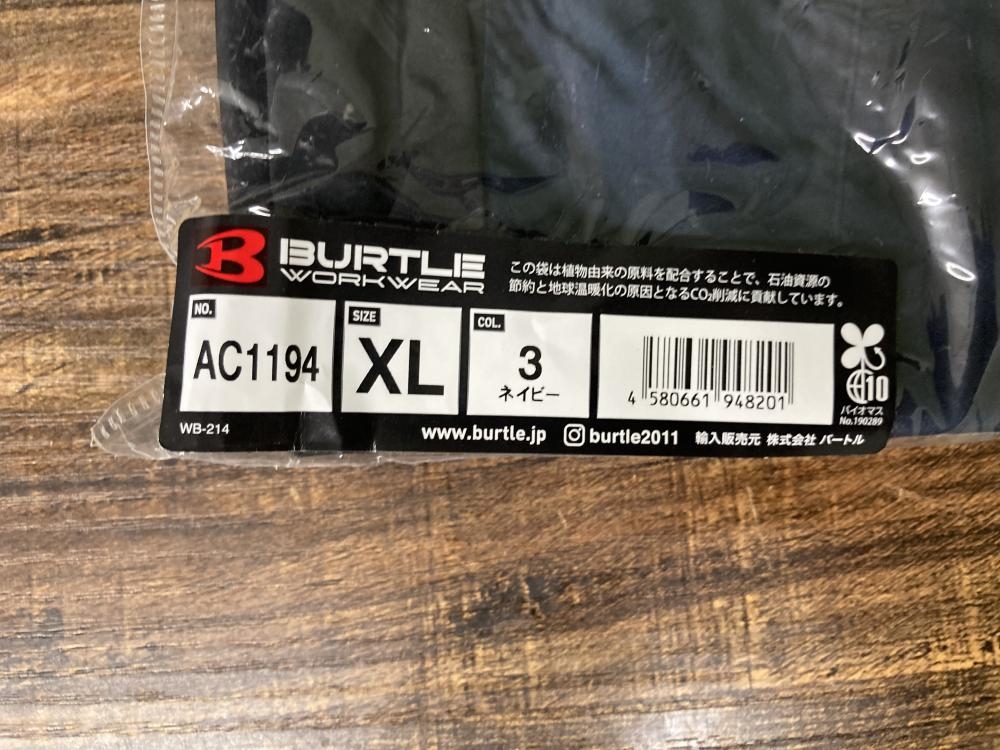 BURTLE
WORKWEAR
この袋は植物由来の原料を配合することで、石油資源の
節約と地球温暖化の原因となるCO₂削減に貢献しています。
NO.
AC1194
SIZE
XL
COL.
3
ネイビー
4 580661 948201
10
バイオマス
No.190289
WB-214
www.burtle.jp
burtle2011
輸入販売元 株式会社 バートル